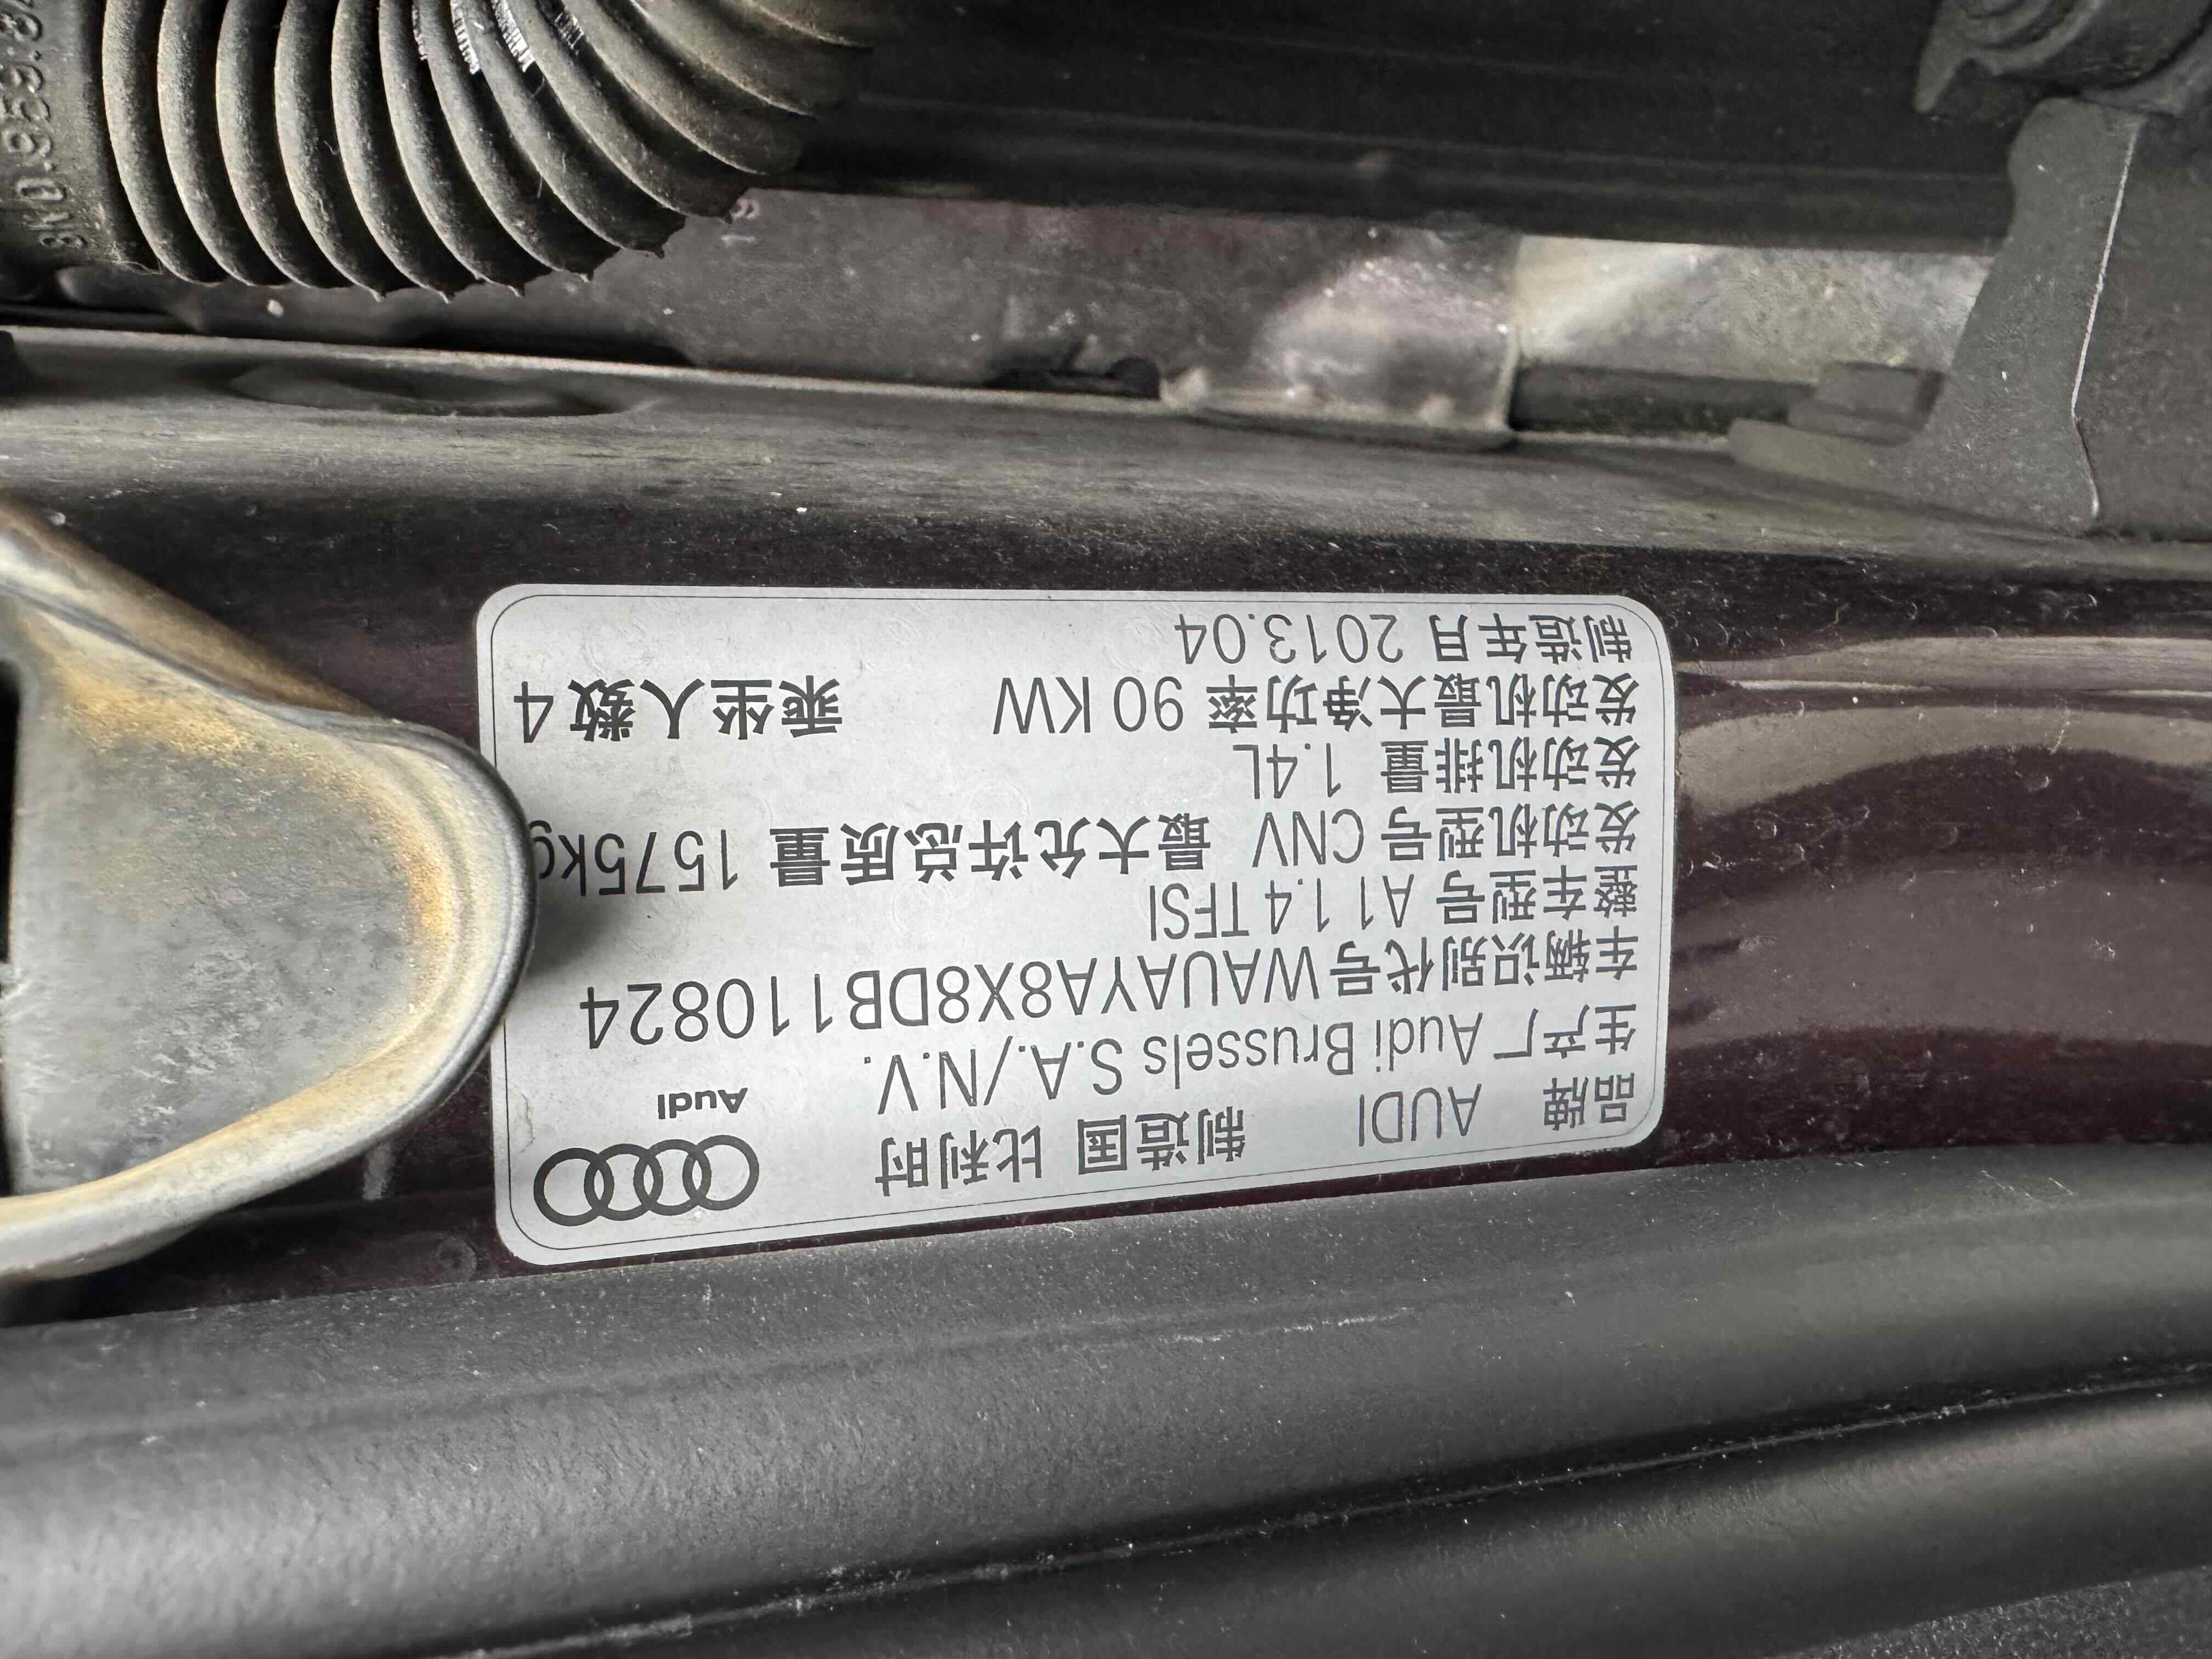 品牌 AUDI 制造国 比利时
Audi
生产厂 Audi Brussels S.A./N.V.
车辆识别代号 WAUAYA8X8DB110824
整车型号 A1 1.4 TFSI
发动机型号 CNV 最大允许总质量 1575kg
发动机排量 1.4L
发动机最大净功率 90 KW 乘坐人数 4
制造年月 2013.04